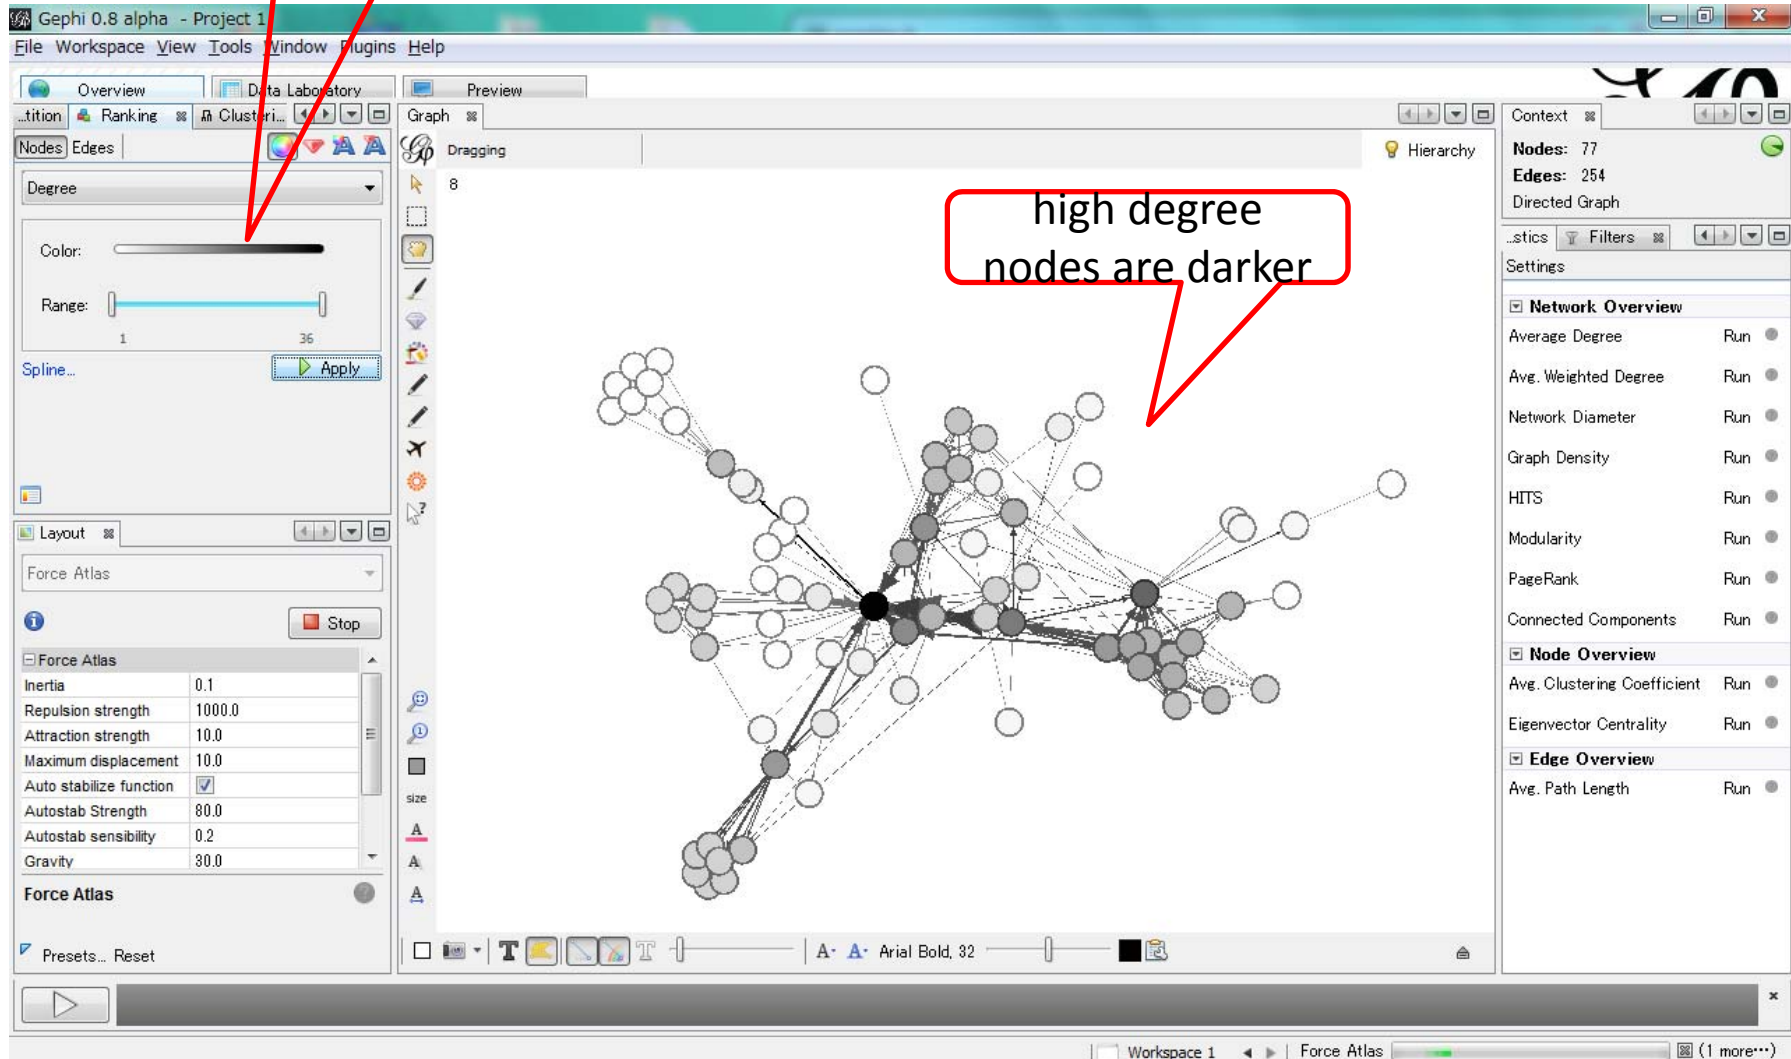 Gephi 0.8 alpha - Project 1
File Workspace View Tools Window Plugins Help
Overview Data Laboratory Preview
...tition Ranking Clusteri...
Nodes Edges
Degree
Color:
Range:
1 36
Spline... Apply
Layout
Force Atlas
Stop
Force Atlas
Inertia 0.1
Repulsion strength 1000.0
Attraction strength 10.0
Maximum displacement 10.0
Auto stabilize function
Autostab Strength 80.0
Autostab sensibility 0.2
Gravity 30.0
Force Atlas
Presets... Reset
Graph
Dragging Hierarchy
8
high degree
nodes are darker
size
A
A
A
T T A- A- Arial Bold, 32
Context
Nodes: 77
Edges: 254
Directed Graph
...stics Filters
Settings
Network Overview
Average Degree Run
Avg. Weighted Degree Run
Network Diameter Run
Graph Density Run
HITS Run
Modularity Run
PageRank Run
Connected Components Run
Node Overview
Avg. Clustering Coefficient Run
Eigenvector Centrality Run
Edge Overview
Avg. Path Length Run
Workspace 1 Force Atlas (1 more...)